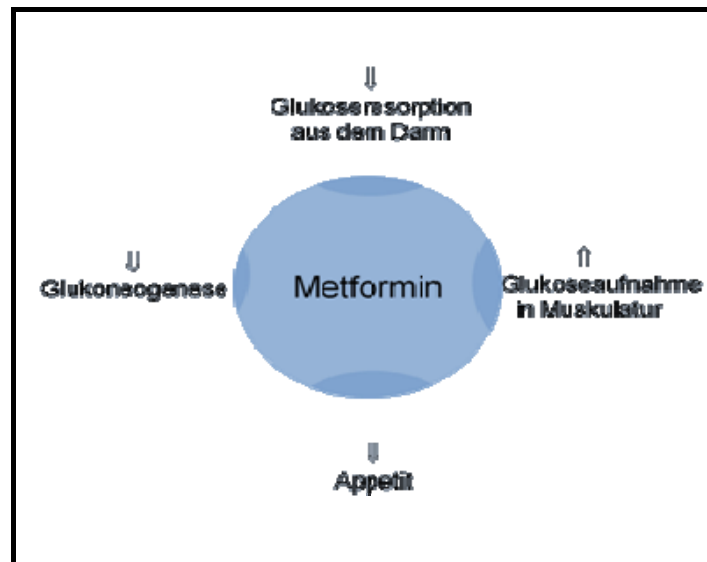 ⇓
Glukoseresorption
aus dem Darm
⇓
Glukoneogenese
Metformin
⇑
Glukoseaufnahme
in Muskulatur
⇓
Appetit